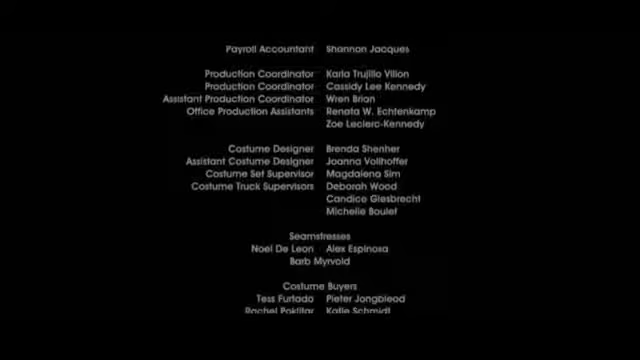 Payroll Accountant Shannon Jacques
Production Coordinator Karla Trujillo Villon
Production Coordinator Cassidy Lee Kennedy
Assistant Production Coordinator Wren Brian
Office Production Assistants Renata W. Echtenkamp
Zoe Leclerc-Kennedy
Costume Designer Brenda Shenher
Assistant Costume Designer Joanna Vollhoffer
Costume Set Supervisor Magdalena Sim
Costume Truck Supervisors Deborah Wood
Candice Giesbrecht
Michelle Boulet
Seamstresses
Noel De Leon Alex Espinosa
Barb Myrvold
Costume Buyers
Tess Furtado Pieter Jongbloed
Rachel Katie Schmidt